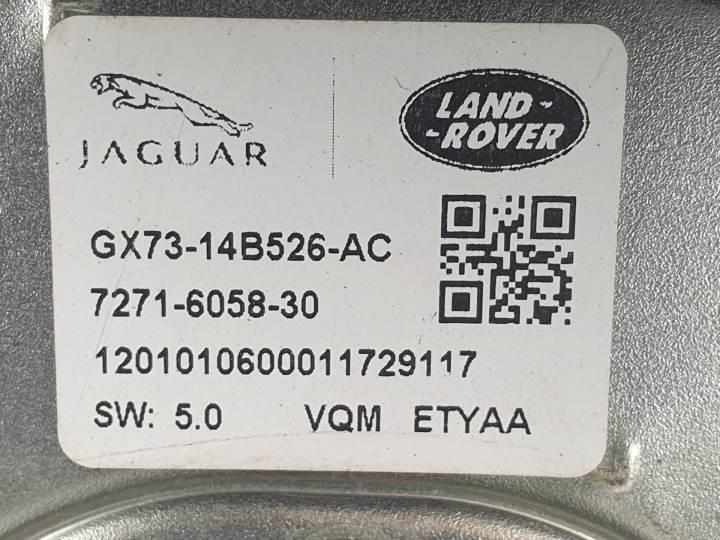 JAGUAR
LAND-
-ROVER
GX73-14B526-AC
7271-6058-30
1201010600011729117
SW: 5.0 VQM ETYAA